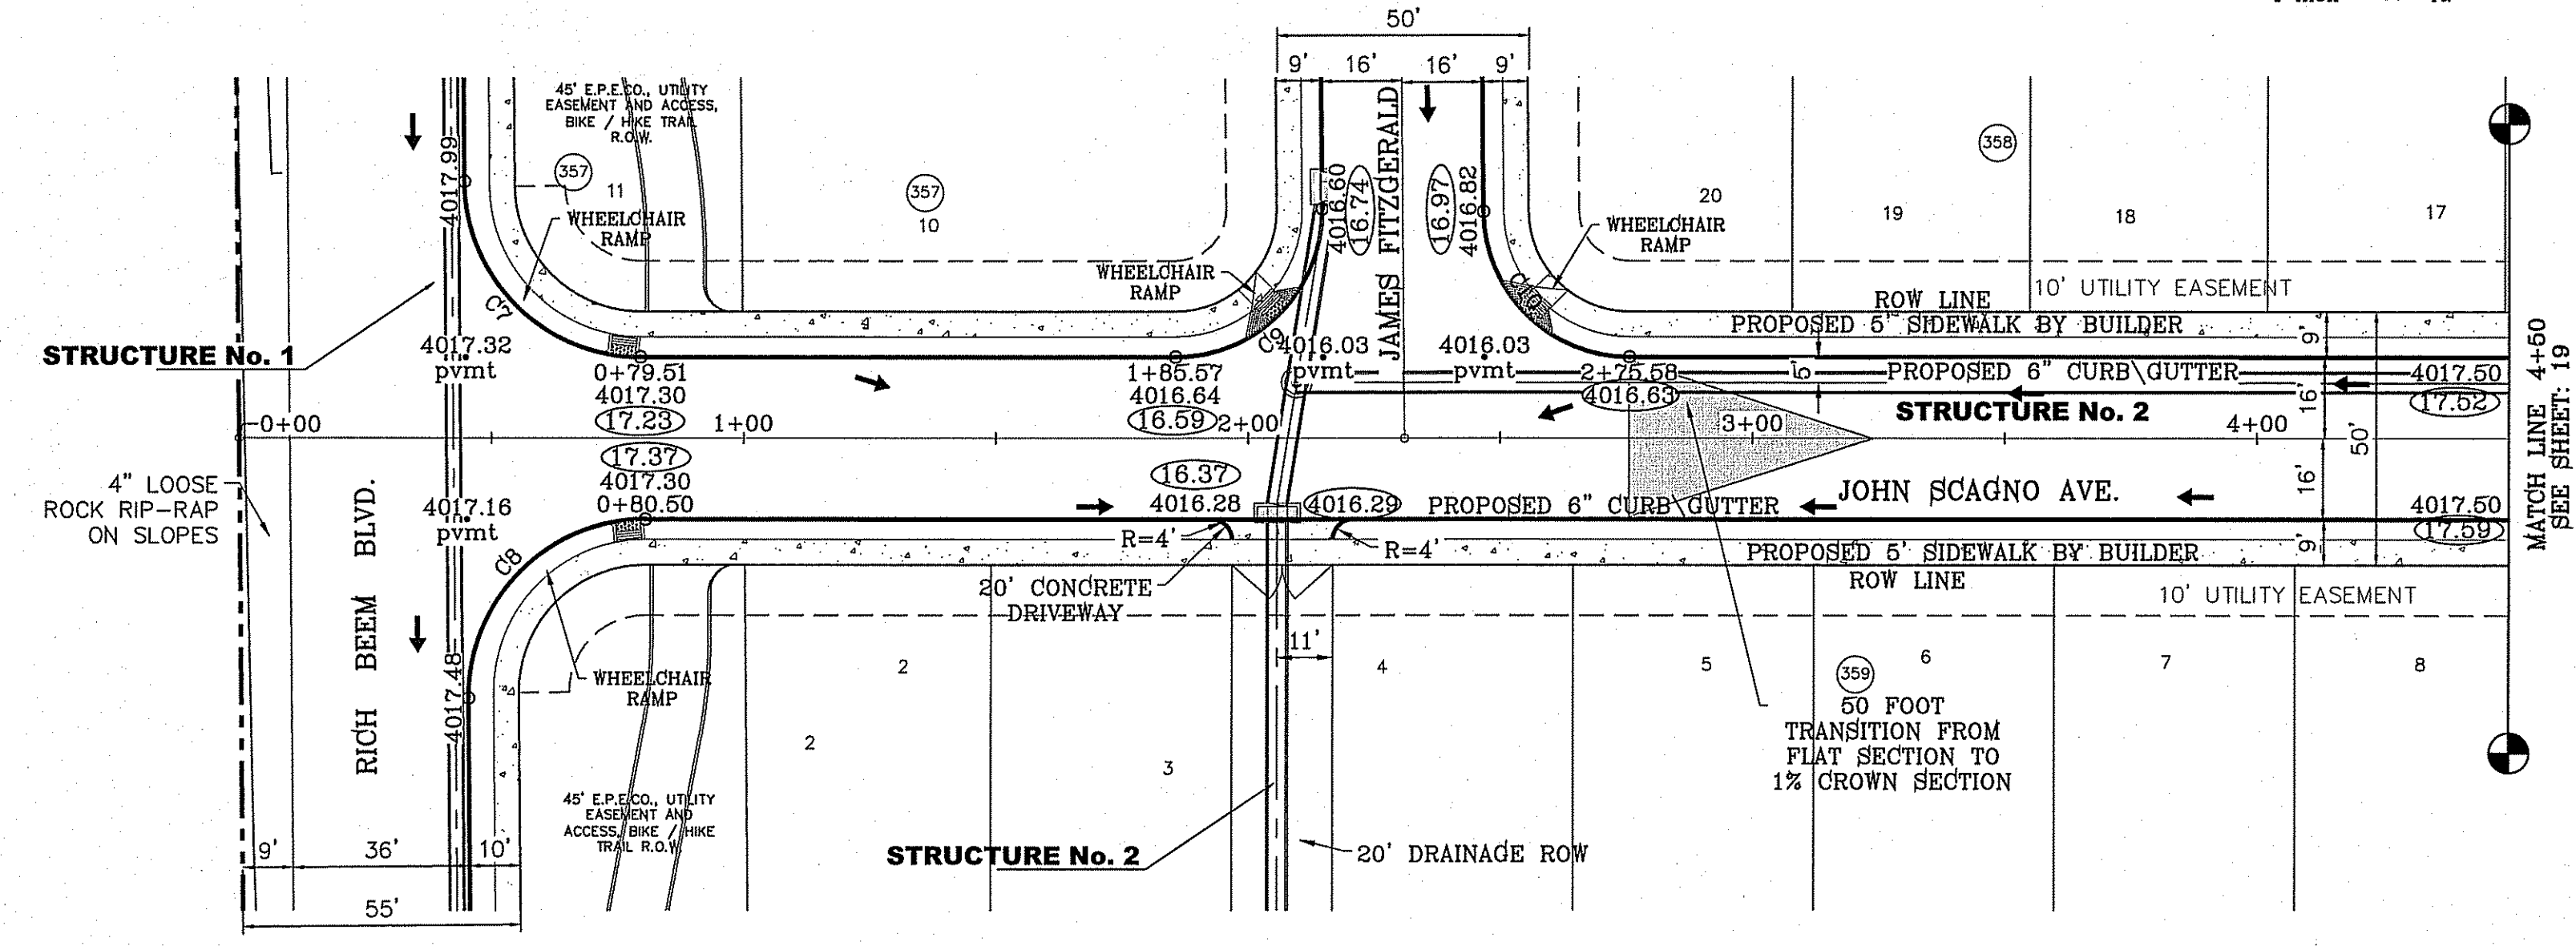 50'
9'
16'
16'
9'
45' E.P.E.CO., UTILITY
EASEMENT AND ACCESS,
BIKE / HIKE TRAIL
R.O.W.
4017.99
357
11
357
10
WHEELCHAIR
RAMP
WHEELCHAIR
RAMP
4016.60
16.74
JAMES FITZGERALD
16.97
4016.82
WHEELCHAIR
RAMP
20
19
358
18
17
10' UTILITY EASEMENT
ROW LINE
PROPOSED 5' SIDEWALK BY BUILDER
9'
STRUCTURE No. 1
C7
4017.32
pvmt
0+79.51
4017.30
17.23
1+85.57
4016.64
16.59
C9
4016.03
pvmt
4016.03
pvmt
C10
2+75.58
4016.63
6"
PROPOSED 6" CURB\GUTTER
4017.50
17.52
16'
STRUCTURE No. 2
-0+00
1+00
2+00
3+00
4+00
50'
MATCH LINE 4+50
SEE SHEET: 19
4" LOOSE
ROCK RIP-RAP
ON SLOPES
RICH BEEM BLVD.
17.37
4017.30
0+80.50
4017.16
pvmt
16.37
4016.28
4016.29
PROPOSED 6" CURB\GUTTER
JOHN SCAGNO AVE.
16'
4017.50
17.59
C8
R=4'
R=4'
PROPOSED 5' SIDEWALK BY BUILDER
9'
ROW LINE
20' CONCRETE
DRIVEWAY
10' UTILITY EASEMENT
11'
4017.48
WHEELCHAIR
RAMP
2
2
3
4
5
6
7
8
359
50 FOOT
TRANSITION FROM
FLAT SECTION TO
1% CROWN SECTION
45' E.P.E.CO., UTILITY
EASEMENT AND
ACCESS, BIKE / HIKE
TRAIL R.O.W.
STRUCTURE No. 2
20' DRAINAGE ROW
9'
36'
10'
55'